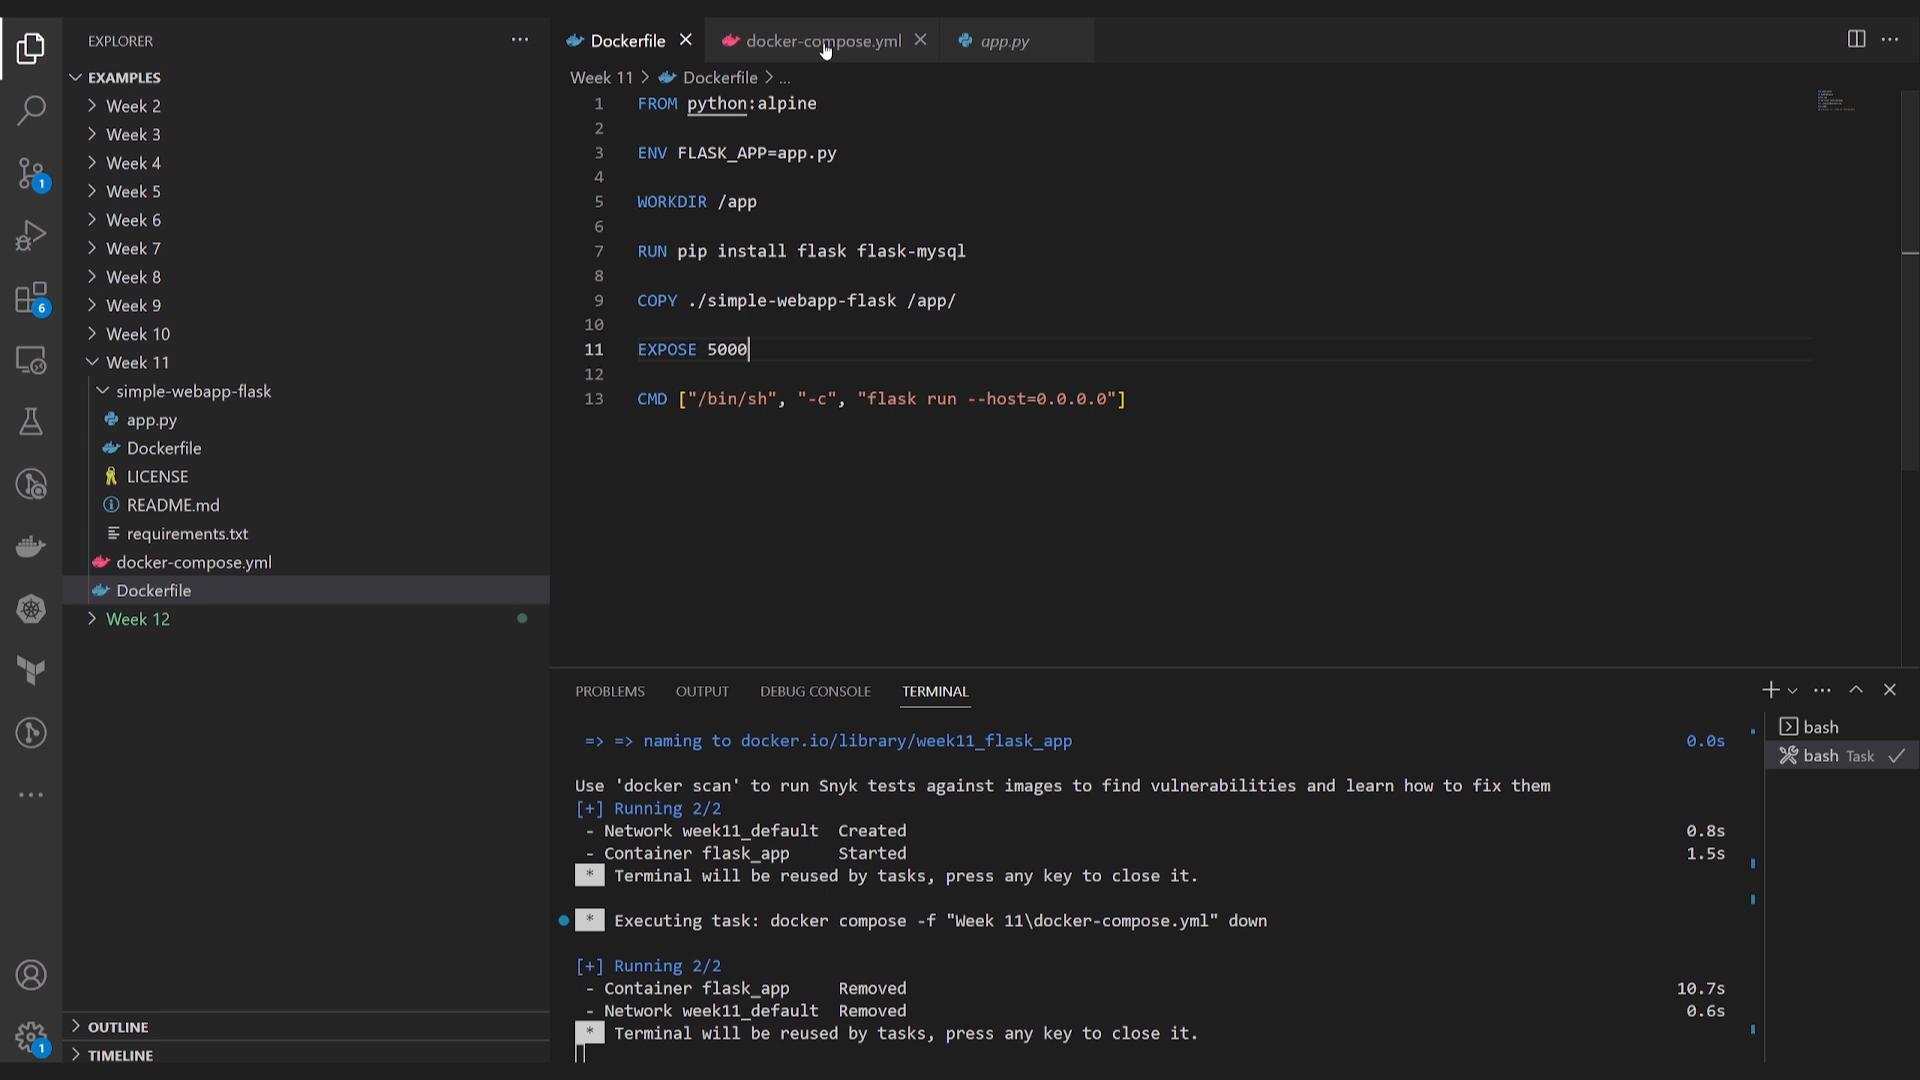 EXPLORER
EXAMPLES
Week 2
Week 3
Week 4
Week 5
Week 6
Week 7
Week 8
Week 9
Week 10
Week 11
simple-webapp-flask
app.py
Dockerfile
LICENSE
README.md
requirements.txt
docker-compose.yml
Dockerfile
Week 12
OUTLINE
TIMELINE
1
6
1
Dockerfile docker-compose.yml app.py
Week 11 > Dockerfile > ...
1 FROM python:alpine
2
3 ENV FLASK_APP=app.py
4
5 WORKDIR /app
6
7 RUN pip install flask flask-mysql
8
9 COPY ./simple-webapp-flask /app/
10
11 EXPOSE 5000
12
13 CMD ["/bin/sh", "-c", "flask run --host=0.0.0.0"]
PROBLEMS OUTPUT DEBUG CONSOLE TERMINAL
=> => naming to docker.io/library/week11_flask_app 0.0s
Use 'docker scan' to run Snyk tests against images to find vulnerabilities and learn how to fix them
[+] Running 2/2
- Network week11_default Created 0.8s
- Container flask_app Started 1.5s
* Terminal will be reused by tasks, press any key to close it.
* Executing task: docker compose -f "Week 11\docker-compose.yml" down
[+] Running 2/2
- Container flask_app Removed 10.7s
- Network week11_default Removed 0.6s
* Terminal will be reused by tasks, press any key to close it.
bash
bash Task